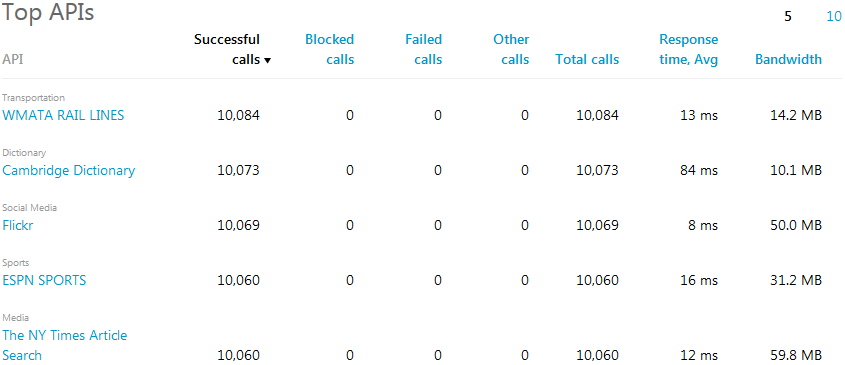 Top APIs
5 10
API Successful calls ▼ Blocked calls Failed calls Other calls Total calls Response time, Avg Bandwidth
Transportation
WMATA RAIL LINES 10,084 0 0 0 10,084 13 ms 14.2 MB
Dictionary
Cambridge Dictionary 10,073 0 0 0 10,073 84 ms 10.1 MB
Social Media
Flickr 10,069 0 0 0 10,069 8 ms 50.0 MB
Sports
ESPN SPORTS 10,060 0 0 0 10,060 16 ms 31.2 MB
Media
The NY Times Article
Search 10,060 0 0 0 10,060 12 ms 59.8 MB